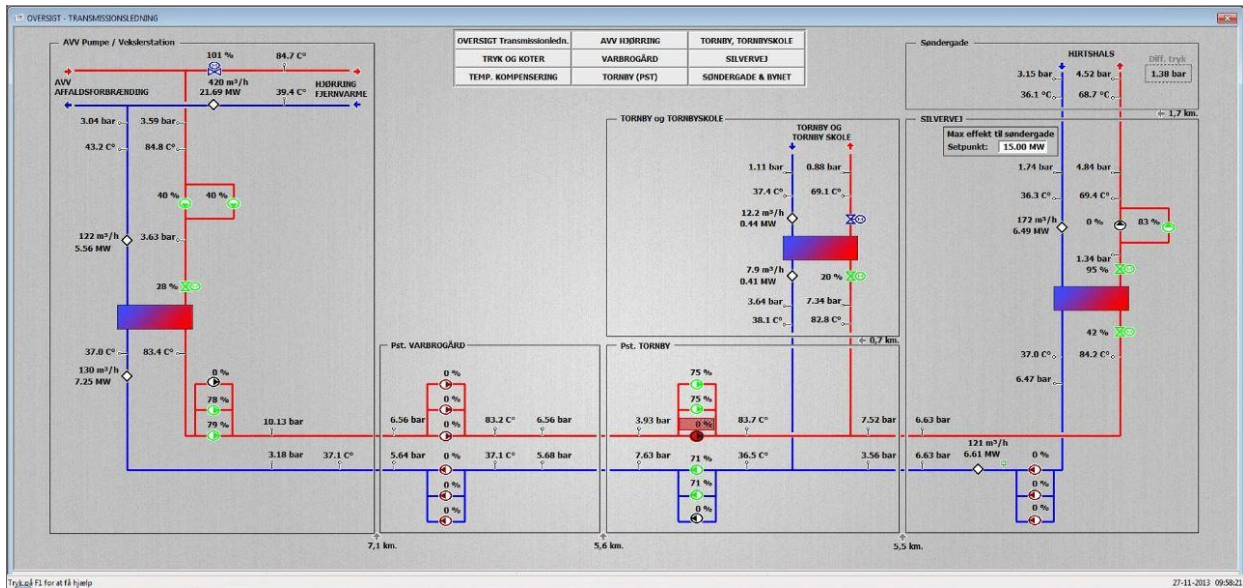 OVERSIGT - TRANSMISSIONSLEDNING
OVERSIGT Transmissionledn. AVV HJØRRING TORNBY, TORNBYSKOLE
TRYK OG KOTER VARBROGÅRD SILVERVEJ
TEMP. KOMPENSERING TORNBY (PST) SØNDERGADE & BYNET
AVV Pumpe / Vekslerstation
101 % 84.7 C°
AVV
AFFALDSFORBRÆNDING
420 m³/h
21.69 MW
HJØRRING
FJERNVARME
39.4 C°
3.04 bar 3.59 bar
43.2 C° 84.8 C°
40 % 40 %
122 m³/h
5.56 MW
3.63 bar
28 %
37.0 C° 83.4 C°
130 m³/h
7.25 MW
0 %
78 %
79 %
10.13 bar
3.18 bar 37.1 C°
7,1 km.
Pst. VARBROGÅRD
0 %
0 %
0 %
6.56 bar 83.2 C° 6.56 bar
5.64 bar 0 % 37.1 C° 5.68 bar
0 %
0 %
5,6 km.
TORNBY og TORNBYSKOLE
TORNBY OG
TORNBY SKOLE
1.11 bar 0.88 bar
37.4 C° 69.1 C°
12.2 m³/h
0.44 MW
7.9 m³/h
0.41 MW
20 %
3.64 bar 7.34 bar
38.1 C° 82.8 C°
0,7 km.
Pst. TORNBY
75 %
75 %
0 %
3.93 bar 83.7 C° 7.52 bar
7.63 bar 71 % 36.5 C° 3.56 bar
71 %
0 %
5,5 km.
Søndergade
HIRTSHALS
3.15 bar 4.52 bar
Diff. tryk
1.38 bar
36.1 °C 68.7 °C
1,7 km.
SILVERVEJ
Max effekt til søndergade
Setpunkt: 15.00 MW
1.74 bar 4.84 bar
36.3 C° 69.4 C°
172 m³/h
6.49 MW
0 % 83 %
1.34 bar
95 %
42 %
37.0 C° 84.2 C°
6.47 bar
6.63 bar
6.63 bar
121 m³/h
6.61 MW
0 %
0 %
0 %
Tryk på F1 for at få hjælp
27-11-2013 09:58:21